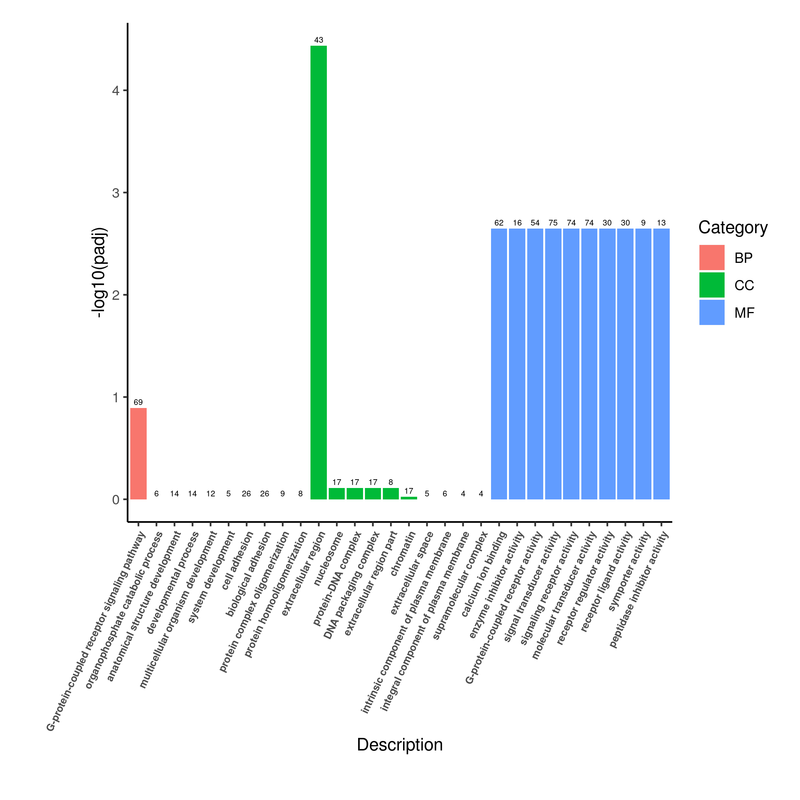 43
4
3
62 16 54 75 74 74 30 30 9 13
2
1
69
17 17 17 8
17
6 14 14 12 5 26 26 9 8
5 6 4 4
0
-log10(padj)
Category
BP
CC
MF
G-protein-coupled receptor signaling pathway
organophosphate catabolic process
anatomical structure development
developmental process
multicellular organism development
system development
cell adhesion
biological adhesion
protein complex oligomerization
protein homooligomerization
extracellular region
nucleosome
protein-DNA complex
DNA packaging complex
extracellular region part
chromatin
extracellular space
intrinsic component of plasma membrane
integral component of plasma membrane
supramolecular complex
calcium ion binding
enzyme inhibitor activity
G-protein-coupled receptor activity
signal transducer activity
signaling receptor activity
molecular transducer activity
receptor regulator activity
receptor ligand activity
symporter activity
peptidase inhibitor activity
Description